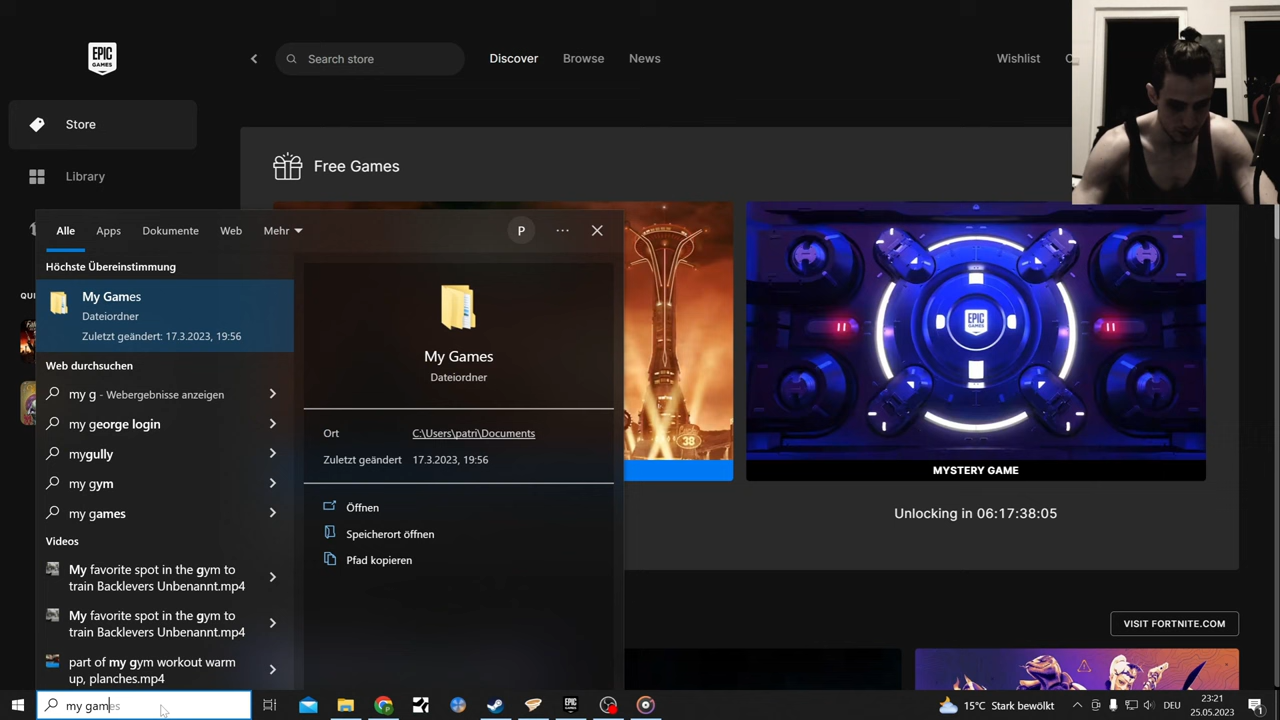 EPIC
GAMES
Search store
Discover
Browse
News
Wishlist
Store
Library
Free Games
Alle
Apps
Dokumente
Web
Mehr
P
Höchste Übereinstimmung
My Games
Dateiordner
Zuletzt geändert: 17.3.2023, 19:56
Web durchsuchen
my g - Webergebnisse anzeigen
my george login
mygully
my gym
my games
Videos
My favorite spot in the gym to
train Backlevers Unbenannt.mp4
My favorite spot in the gym to
train Backlevers Unbenannt.mp4
part of my gym workout warm
up, planches.mp4
My Games
Dateiordner
Ort
C:\Users\patri\Documents
Zuletzt geändert
17.3.2023, 19:56
Öffnen
Speicherort öffnen
Pfad kopieren
38
EPIC
GAMES
MYSTERY GAME
Unlocking in 06:17:38:05
VISIT FORTNITE.COM
my games
15°C Stark bewölkt
DEU
23:21
25.05.2023
1